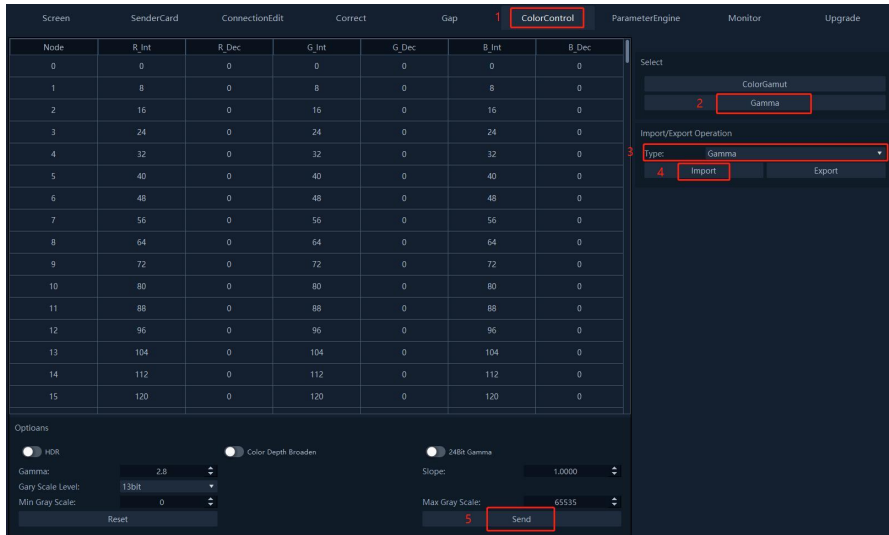 Screen SenderCard ConnectionEdit Correct Gap 1 ColorControl ParameterEngine Monitor Upgrade
Node R_Int R_Dec G_Int G_Dec B_Int B_Dec
0 0 0 0 0 0 0
1 8 0 8 0 8 0
2 16 0 16 0 16 0
3 24 0 24 0 24 0
4 32 0 32 0 32 0
5 40 0 40 0 40 0
6 48 0 48 0 48 0
7 56 0 56 0 56 0
8 64 0 64 0 64 0
9 72 0 72 0 72 0
10 80 0 80 0 80 0
11 88 0 88 0 88 0
12 96 0 96 0 96 0
13 104 0 104 0 104 0
14 112 0 112 0 112 0
15 120 0 120 0 120 0
Select
ColorGamut
2 Gamma
Import/Export Operation
3 Type: Gamma
4 Import Export
Optioans
HDR Color Depth Broaden 24Bit Gamma
Gamma: 2.8 Slope: 1.0000
Gary Scale Level: 13bit
Min Gray Scale: 0 Max Gray Scale: 65535
Reset 5 Send